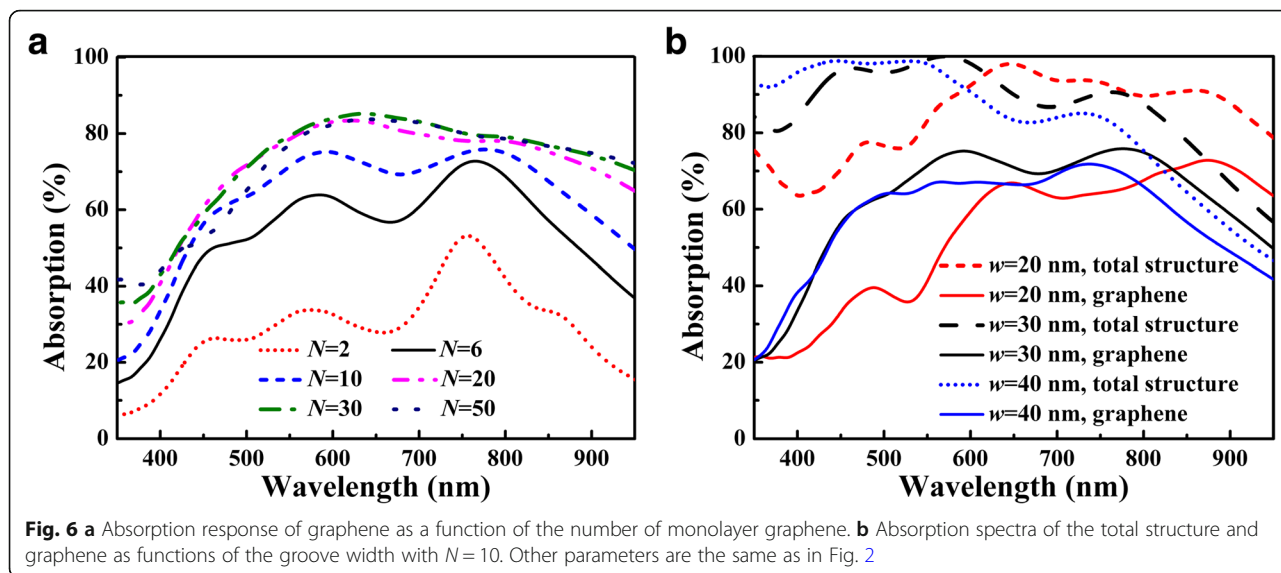 a
b
100
80
60
40
20
0
Absorption (%)
N=2 N=6
N=10 N=20
N=30 N=50
400 500 600 700 800 900
Wavelength (nm)
100
80
60
40
20
0
Absorption (%)
w=20 nm, total structure
w=20 nm, graphene
w=30 nm, total structure
w=30 nm, graphene
w=40 nm, total structure
w=40 nm, graphene
400 500 600 700 800 900
Wavelength (nm)
Fig. 6 a Absorption response of graphene as a function of the number of monolayer graphene. b Absorption spectra of the total structure and
graphene as functions of the groove width with N = 10. Other parameters are the same as in Fig. 2